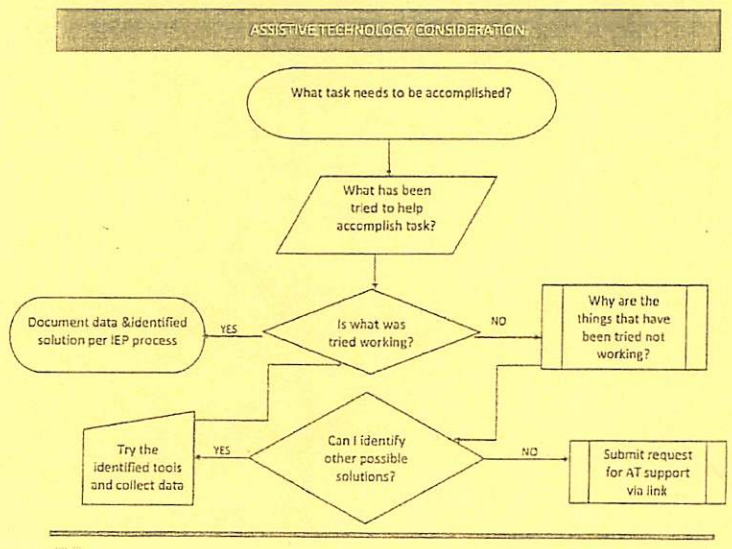 ASSISTIVE TECHNOLOGY CONSIDERATION
What task needs to be accomplished?
What has been
tried to help
accomplish task?
Document data &identified
solution per IEP process
YES
Is what was
tried working?
NO
Why are the
things that have
been tried not
working?
Try the
identified tools
and collect data
YES
Can I identify
other possible
solutions?
NO
Submit request
for AT support
via link